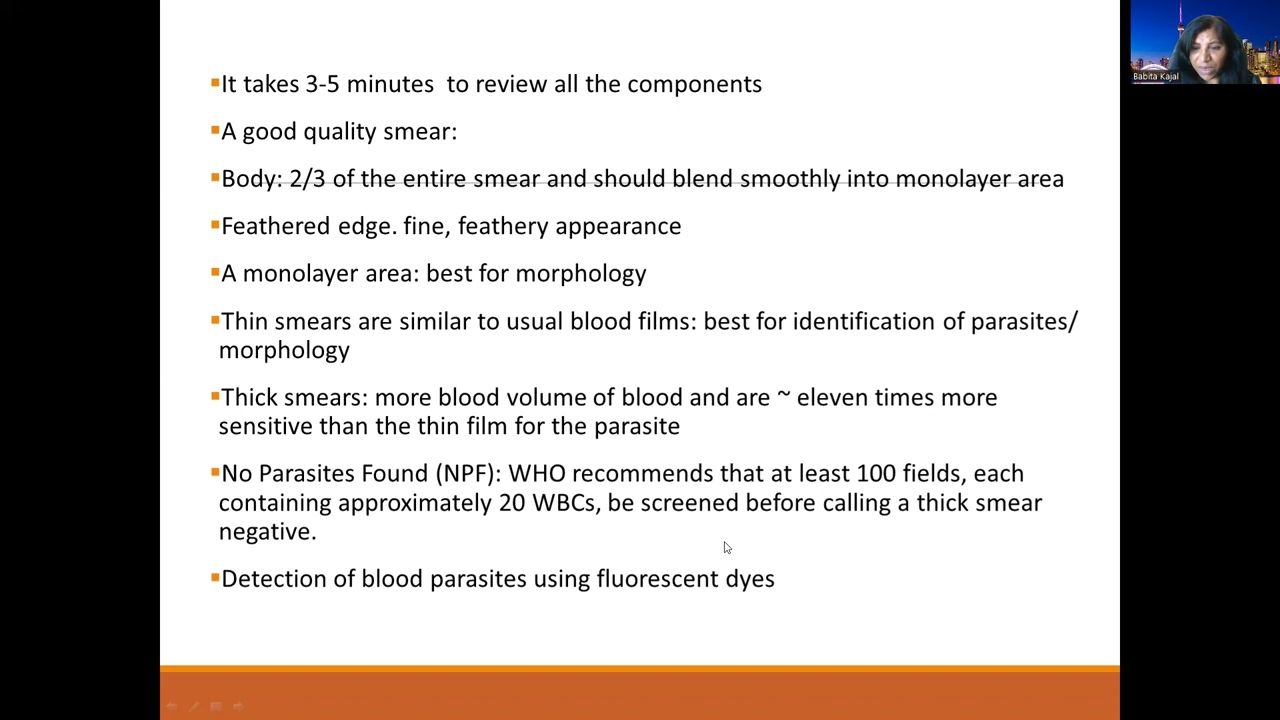 It takes 3-5 minutes  to review all the components
A good quality smear:
Body: 2/3 of the entire smear and should blend smoothly into monolayer area
Feathered edge. fine, feathery appearance
A monolayer area: best for morphology
Thin smears are similar to usual blood films: best for identification of parasites/
morphology
Thick smears: more blood volume of blood and are ~ eleven times more
sensitive than the thin film for the parasite
No Parasites Found (NPF): WHO recommends that at least 100 fields, each
containing approximately 20 WBCs, be screened before calling a thick smear
negative.
Detection of blood parasites using fluorescent dyes
Babita Kajal